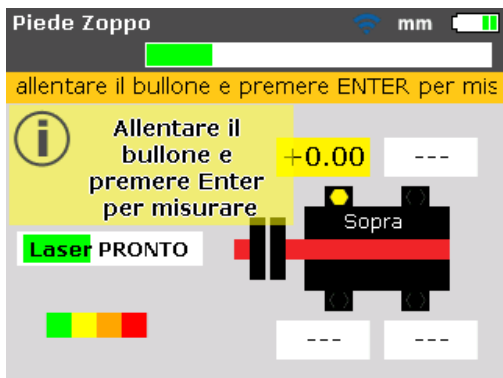 Piede Zoppo mm
allentare il bullone e premere ENTER per mis
Allentare il
bullone e
premere Enter
per misurare
+0.00 ---
Sopra
Laser PRONTO
--- ---